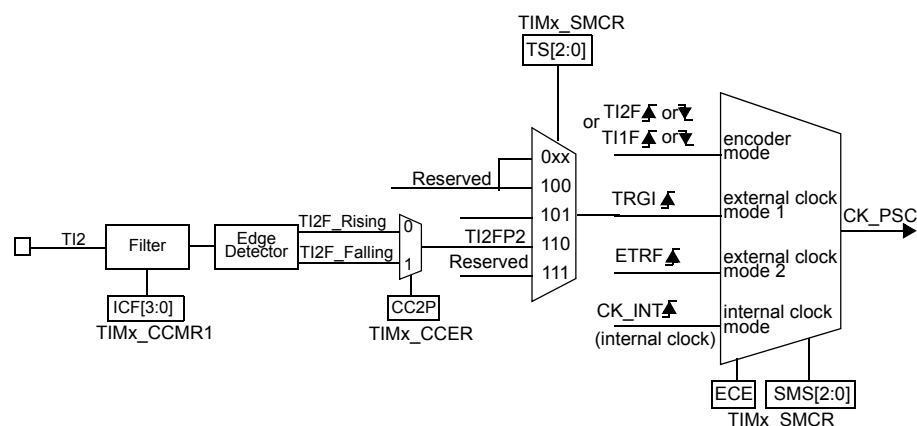 TIMx_SMCR
TS[2:0]
TI2F or
or TI1F or
encoder mode
0xx
Reserved
100
TRGI
external clock mode 1
CK_PSC
101
TI2
Filter
Edge Detector
TI2F_Rising
TI2F_Falling
0
1
TI2FP2
110
Reserved
111
ETRF
external clock mode 2
CK_INT
(internal clock)
internal clock mode
ICF[3:0]
TIMx_CCMR1
CC2P
TIMx_CCER
ECE
SMS[2:0]
TIMx_SMCR